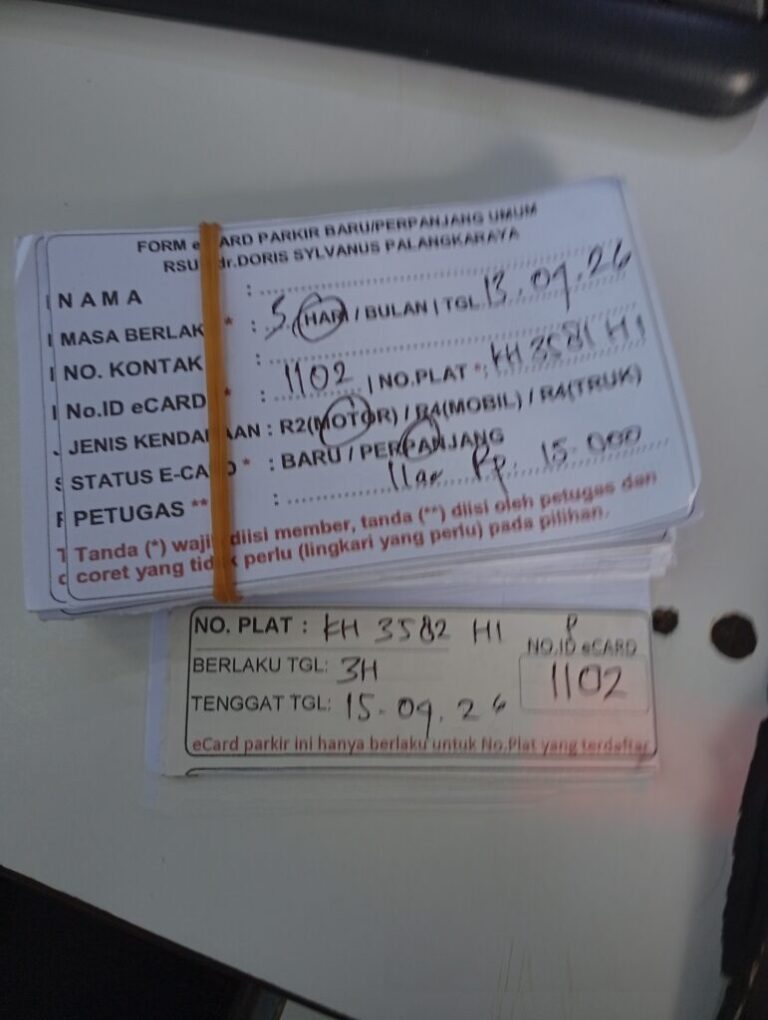 FORM eCARD PARKIR BARU/PERPANJANG UMUM
RSU dr.DORIS SYLVANUS PALANGKARAYA
NAMA :
MASA BERLAK * : 5 HARI / BULAN | TGL 13.09.26
NO. KONTAK :
No.ID eCARD * : 1102 | NO.PLAT *: KH 3581 HI
JENIS KENDARAAN : R2(MOTOR) / R4(MOBIL) / R4(TRUK)
STATUS E-CARD * : BARU / PERPANJANG
PETUGAS ** : Rp. 15.000
Tanda (*) wajib diisi member, tanda (**) diisi oleh petugas dan
coret yang tidak perlu (lingkari yang perlu) pada pilihan.
NO. PLAT : KH 3582 HI P
NO.ID eCARD
BERLAKU TGL: 3H
1102
TENGGAT TGL: 15.09.26
eCard parkir ini hanya berlaku untuk No.Plat yang terdaftar